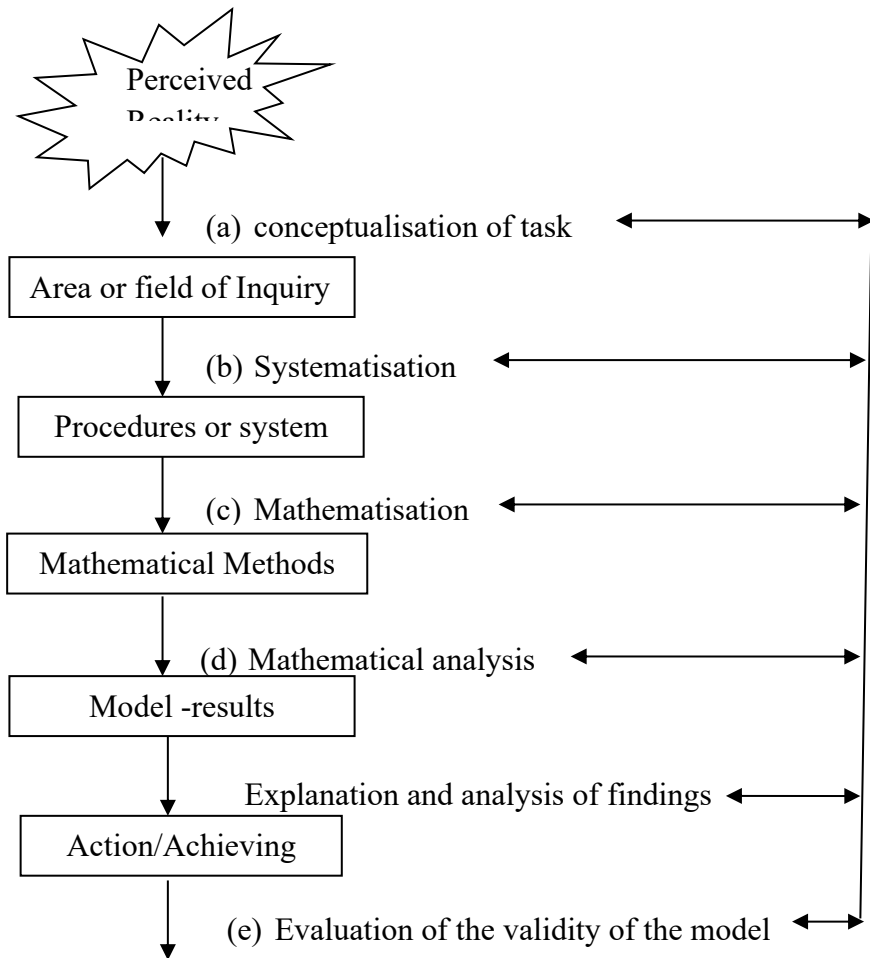 Perceived
Reality
(a) conceptualisation of task
Area or field of Inquiry
(b) Systematisation
Procedures or system
(c) Mathematisation
Mathematical Methods
(d) Mathematical analysis
Model -results
Explanation and analysis of findings
Action/Achieving
(e) Evaluation of the validity of the model